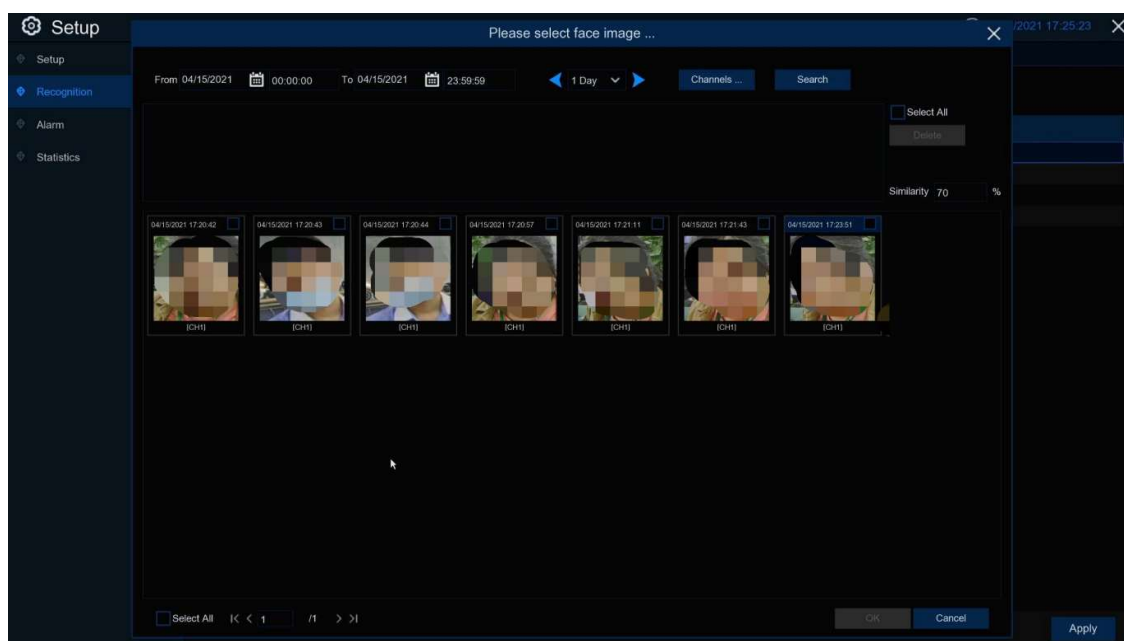 Setup
Please select face image ...
/2021 17:25:23
Setup
Recognition
Alarm
Statistics
From 04/15/2021 00:00:00 To 04/15/2021 23:59:59 1 Day Channels ... Search
Select All
Delete
Similarity 70 %
04/15/2021 17:20:42 04/15/2021 17:20:43 04/15/2021 17:20:44 04/15/2021 17:20:57 04/15/2021 17:21:11 04/15/2021 17:21:43 04/15/2021 17:23:51
[CH1] [CH1] [CH1] [CH1] [CH1] [CH1] [CH1]
Select All 1 /1 OK Cancel
Apply